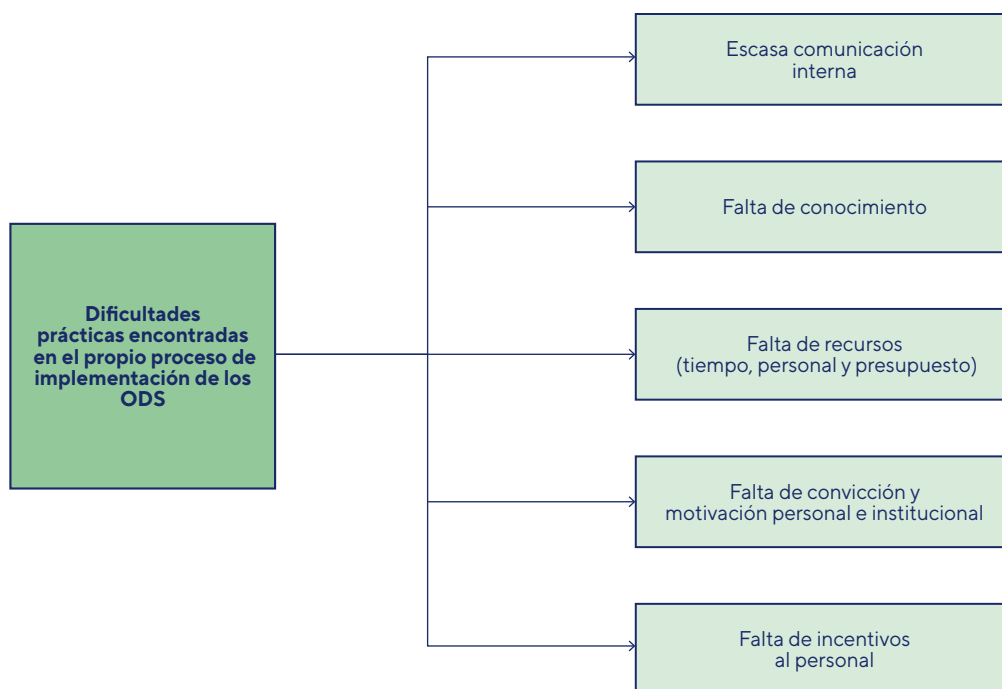 Dificultades
prácticas encontradas
en el propio proceso de
implementación de los
ODS
Escasa comunicación
interna
Falta de conocimiento
Falta de recursos
(tiempo, personal y presupuesto)
Falta de convicción y
motivación personal e institucional
Falta de incentivos
al personal